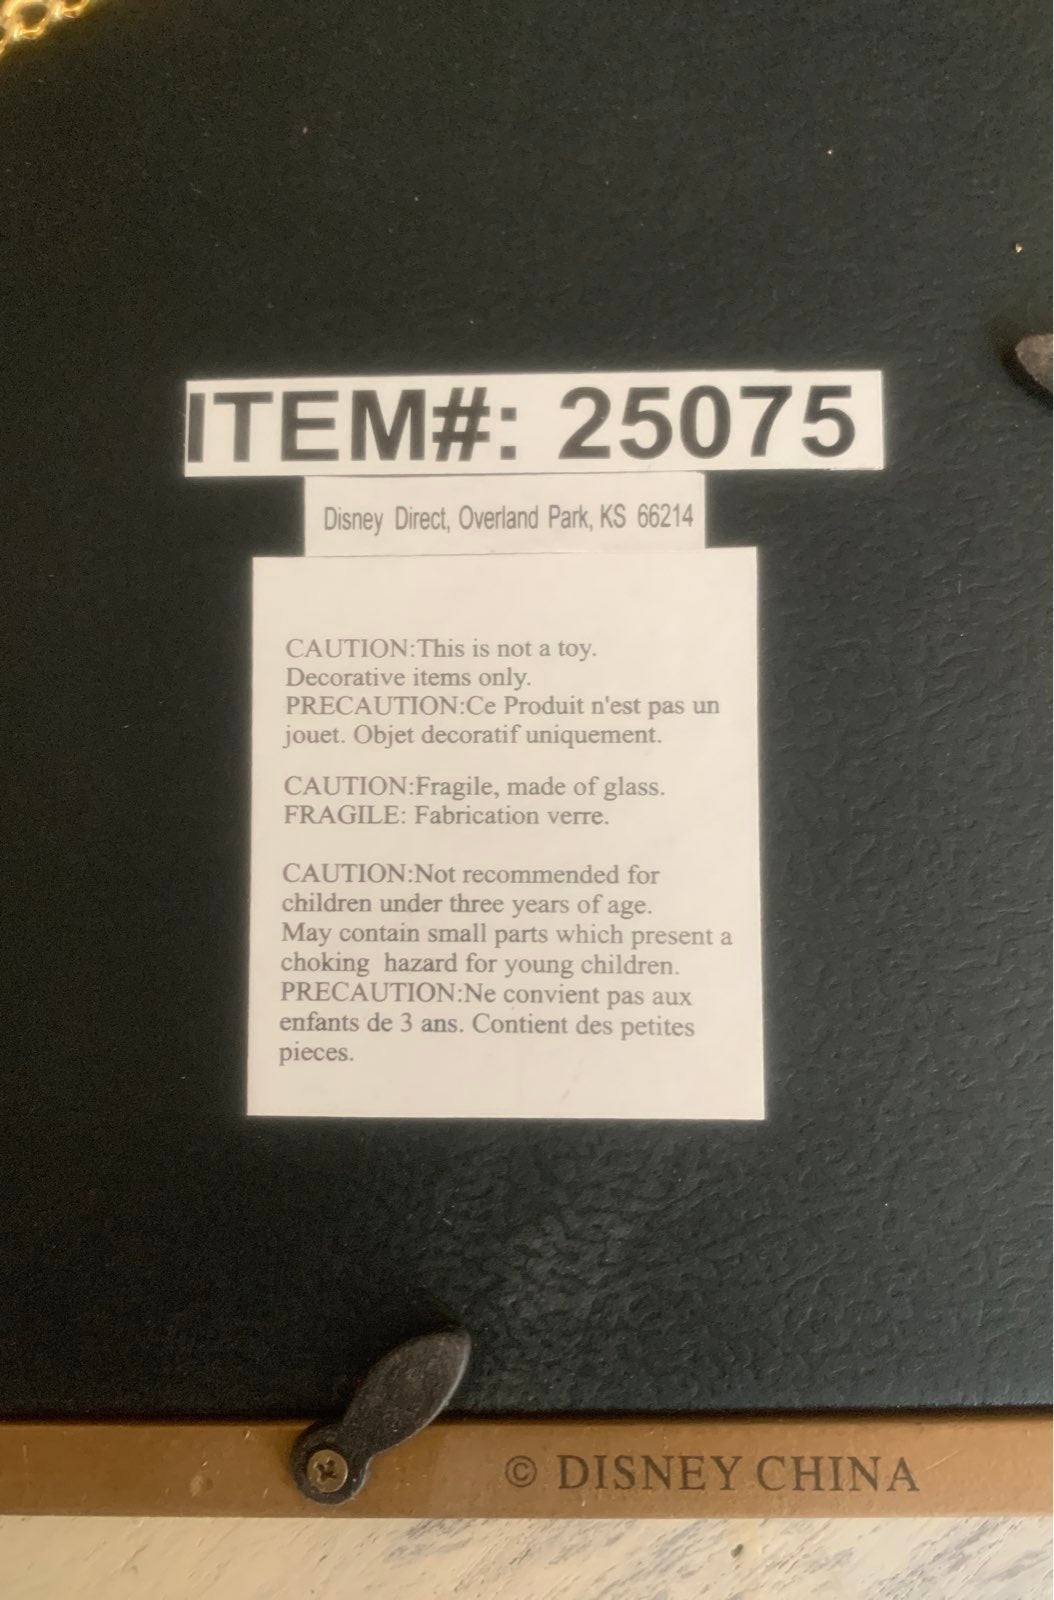 ITEM#: 25075
Disney Direct, Overland Park, KS 66214
CAUTION:This is not a toy.
Decorative items only.
PRECAUTION:Ce Produit n'est pas un
jouet. Objet decoratif uniquement.
CAUTION:Fragile, made of glass.
FRAGILE: Fabrication verre.
CAUTION:Not recommended for
children under three years of age.
May contain small parts which present a
choking hazard for young children.
PRECAUTION:Ne convient pas aux
enfants de 3 ans. Contient des petites
pieces.
© DISNEY CHINA